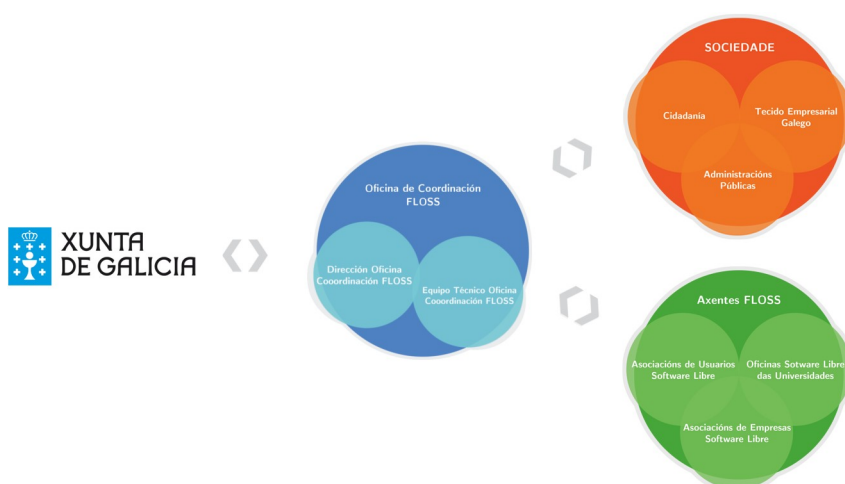 XUNTA
DE GALICIA
Oficina de Coordinación
FLOSS
Dirección Oficina
Cooordinación FLOSS
Equipo Técnico Oficina
Cooordinación FLOSS
SOCIEDADE
Cidadanía
Tecido Empresarial
Galego
Administracións
Públicas
Axentes FLOSS
Asociacións de Usuarios
Software Libre
Oficinas Sotware Libre
das Universidades
Asociacións de Empresas
Software Libre